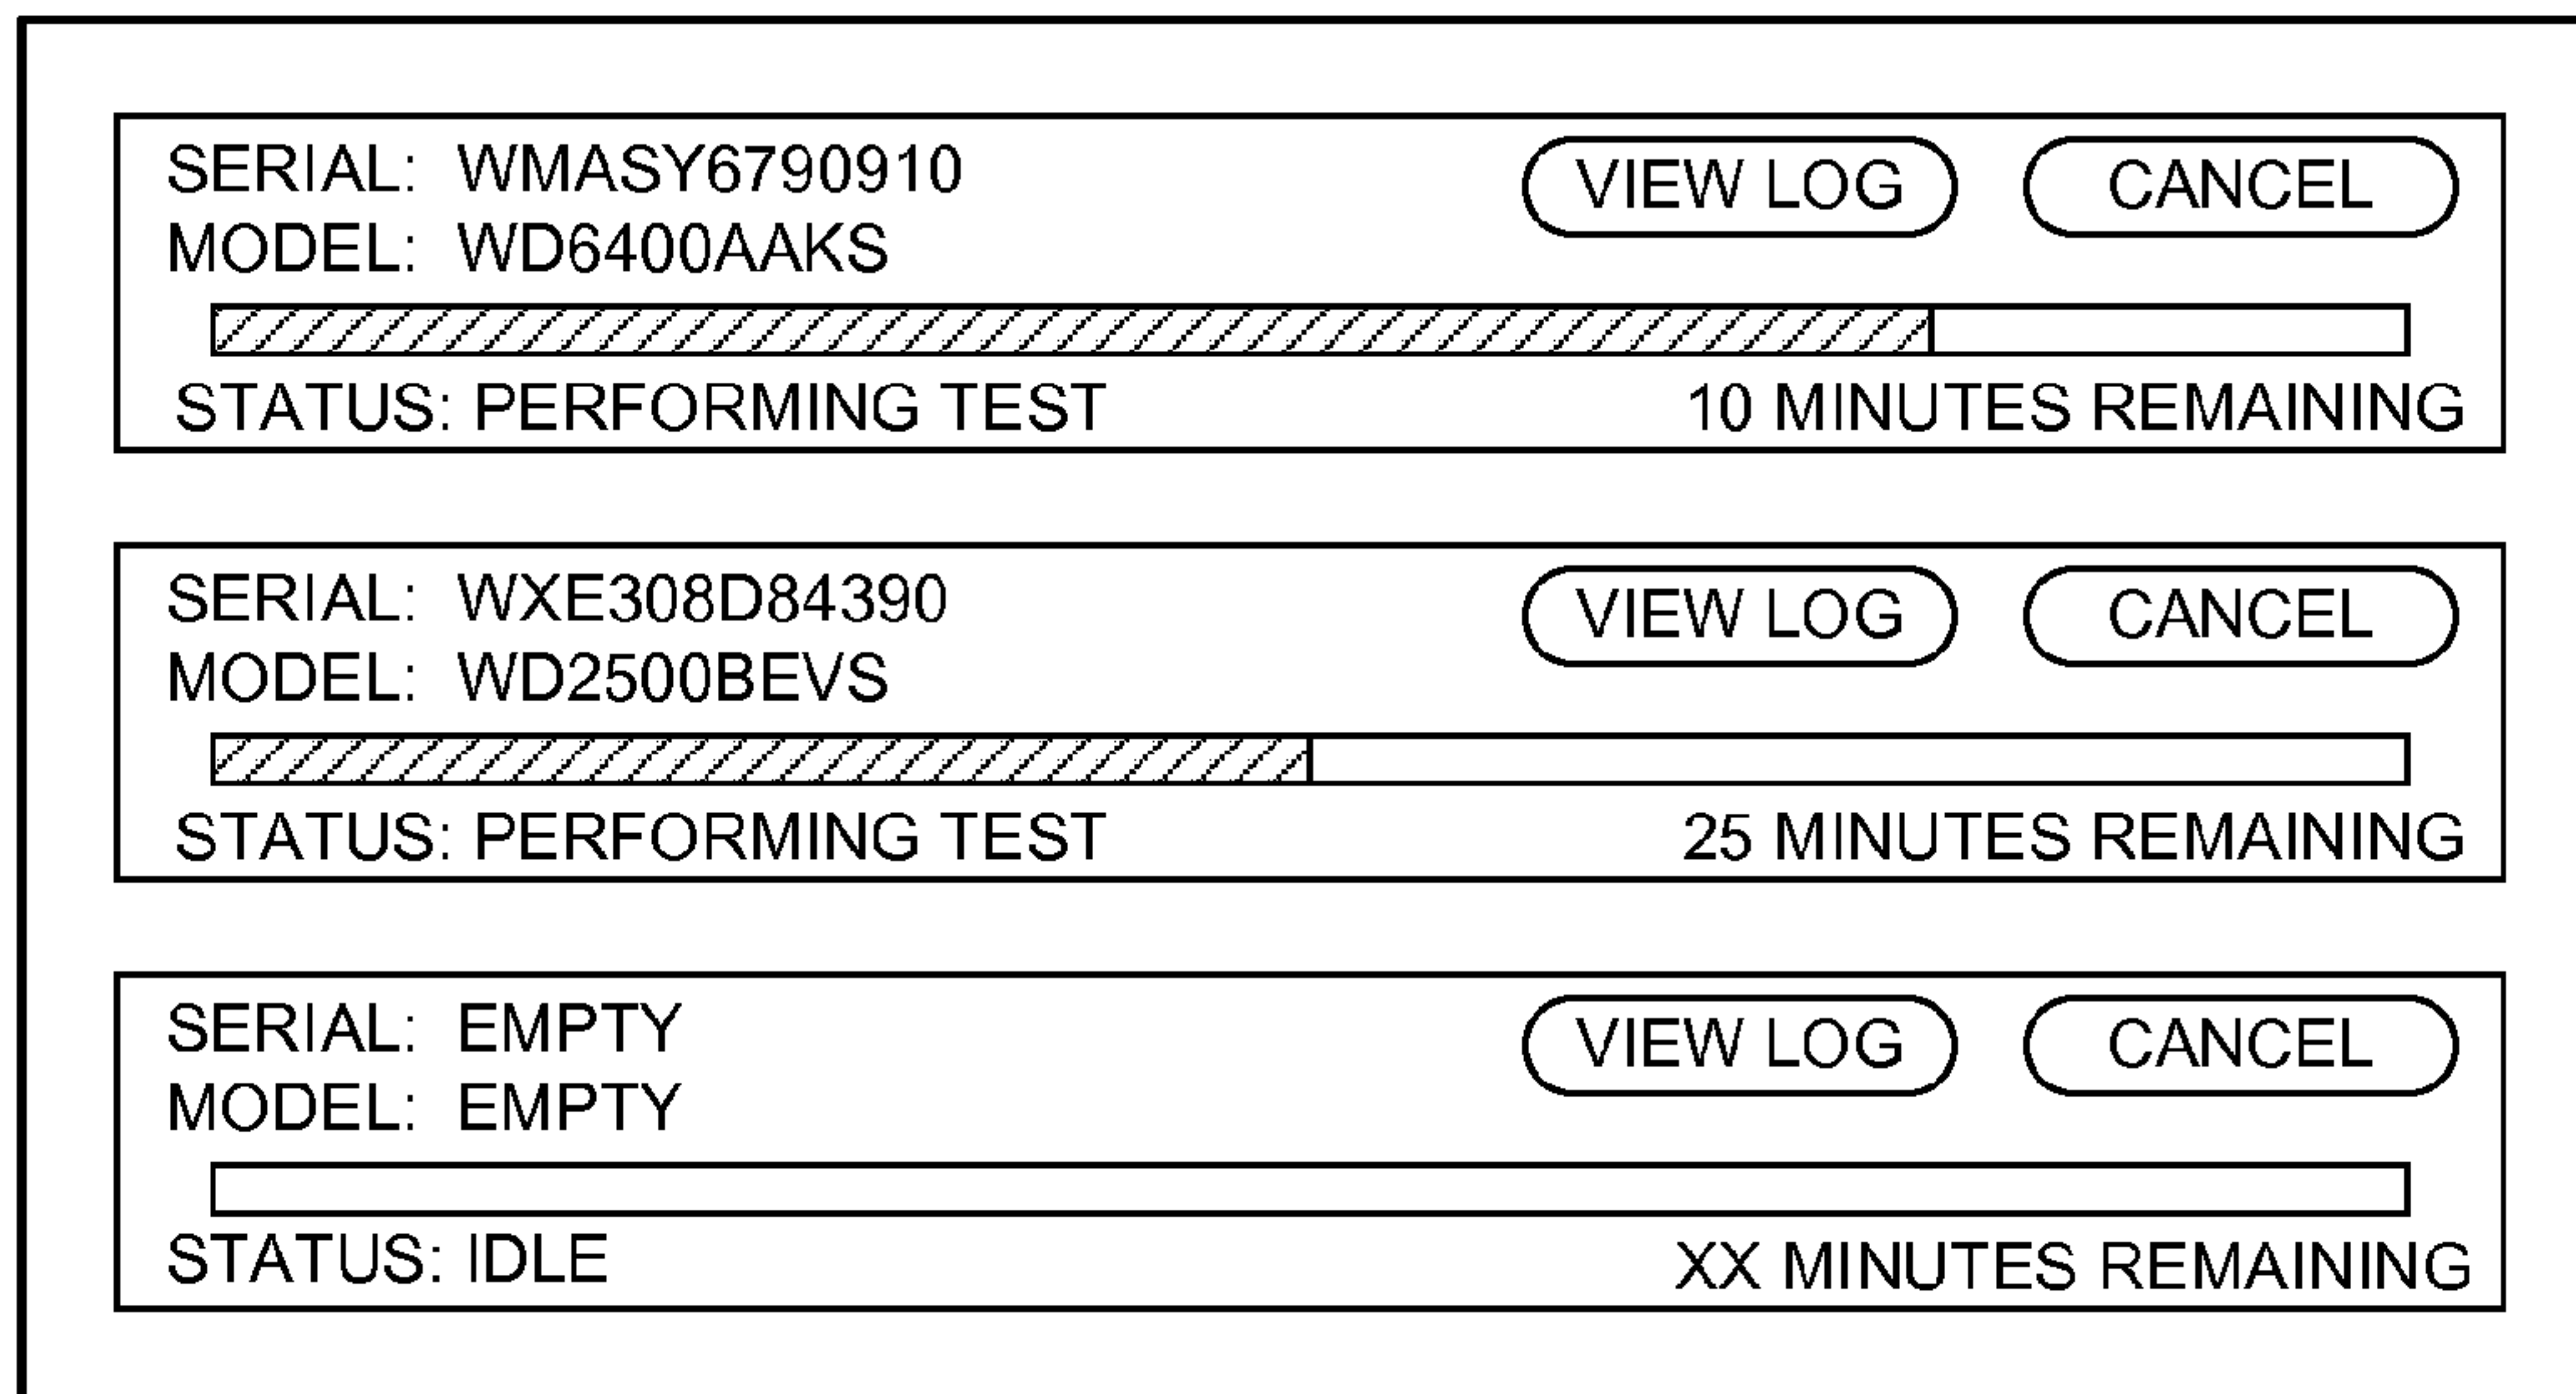 SERIAL: WMASY6790910 VIEW LOG CANCEL
MODEL: WD6400AAKS
STATUS: PERFORMING TEST 10 MINUTES REMAINING
SERIAL: WXE308D84390 VIEW LOG CANCEL
MODEL: WD2500BEVS
STATUS: PERFORMING TEST 25 MINUTES REMAINING
SERIAL: EMPTY VIEW LOG CANCEL
MODEL: EMPTY
STATUS: IDLE XX MINUTES REMAINING